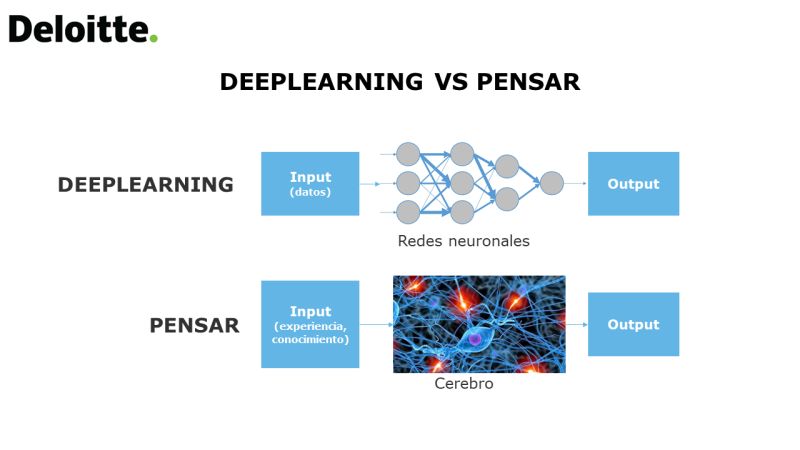 Deloitte.
DEEPLEARNING VS PENSAR
DEEPLEARNING
Input
(datos)
Output
Redes neuronales
PENSAR
Input
(experiencia,
conocimiento)
Output
Cerebro